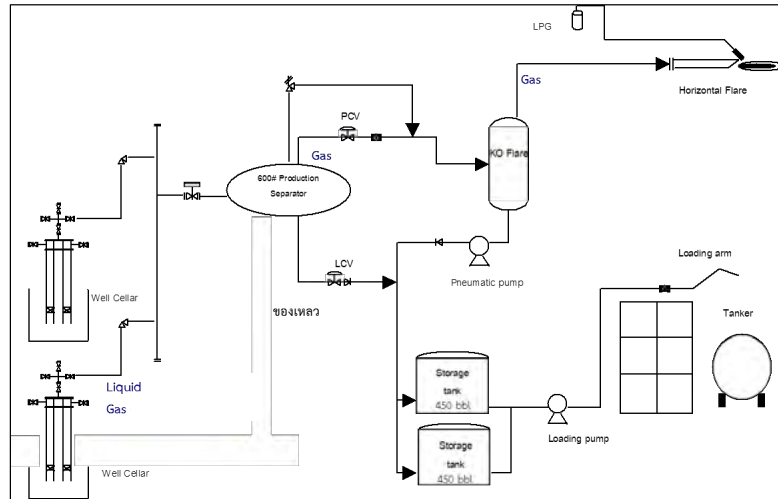 LPG
Horizontal Flare
Gas
PCV
Gas
KO Flare
600# Production
Separator
LCV
Pneumatic pump
ของเหลว
Well Cellar
Liquid
Gas
Well Cellar
Storage
tank
450 bbl
Storage
tank
450 bbl
Loading pump
Loading arm
Tanker